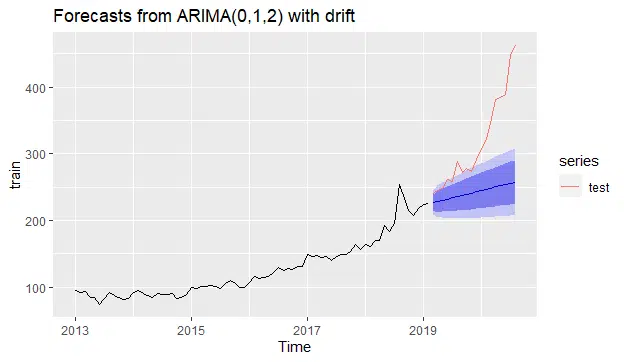 Forecasts from ARIMA(0,1,2) with drift
400
300
200
100
train
2013
2015
2017
2019
Time
series
test